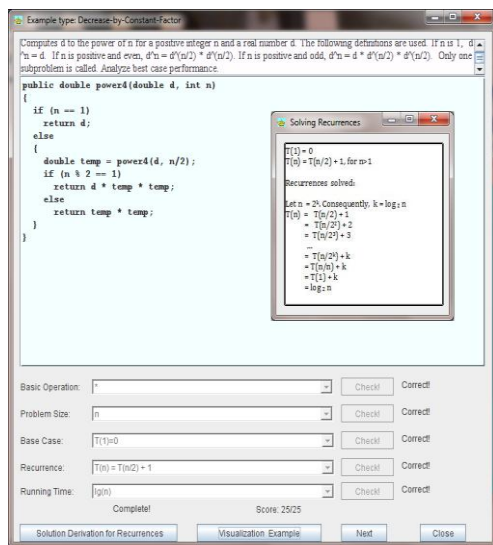 Example type: Decrease-by-Constant-Factor
Computes d to the power of n for a positive integer n and a real number d. The following definitions are used. If n is 1, d
^n = d. If n is positive and even, d^n = d^(n/2) * d^(n/2). If n is positive and odd, d^n = d * d^(n/2) * d^(n/2). Only one
subproblem is called. Analyze best case performance.
public double power4(double d, int n)
{
if (n == 1)
return d;
else
{
double temp = power4(d, n/2);
if (n % 2 == 1)
return d * temp * temp;
else
return temp * temp;
}
}
Solving Recurrences
T(1) = 0
T(n) = T(n/2) + 1, for n>1
Recurrences solved:
Let n = 2ᵏ. Consequently, k = log₂ n
T(n) = T(n/2) + 1
= T(n/2²) + 2
= T(n/2³) + 3
...
= T(n/2ᵏ) + k
= T(n/n) + k
= T(1) + k
= log₂ n
Basic Operation: * Check! Correct!
Problem Size: n Check! Correct!
Base Case: T(1)=0 Check! Correct!
Recurrence: T(n) = T(n/2) + 1 Check! Correct!
Running Time: lg(n) Check! Correct!
Complete! Score: 25/25
Solution Derivation for Recurrences Visualization Example Next Close